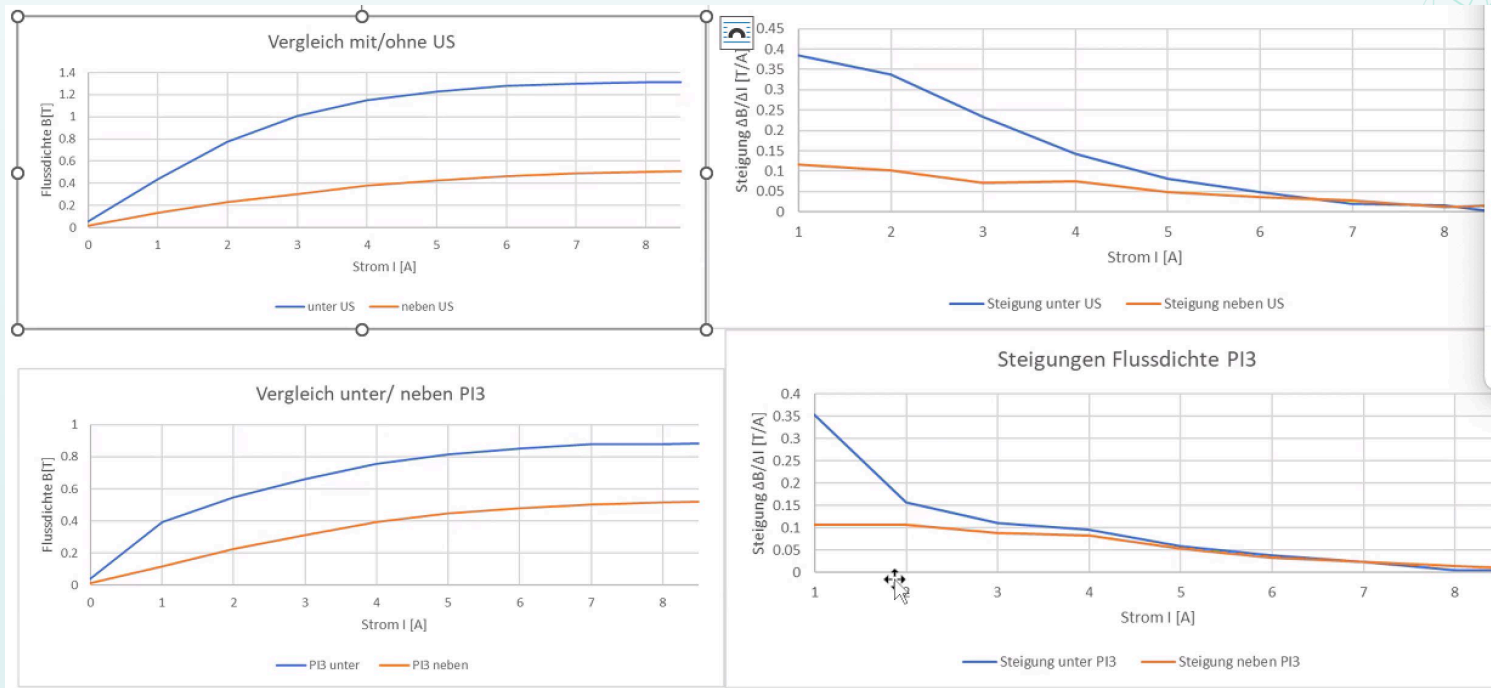 Vergleich mit/ohne US
Flussdichte B[T]
1.4
1.2
1
0.8
0.6
0.4
0.2
0
0 1 2 3 4 5 6 7 8
Strom I [A]
unter US neben US
Steigung ΔB/ΔI [T/A]
0.45
0.4
0.35
0.3
0.25
0.2
0.15
0.1
0.05
0
1 2 3 4 5 6 7 8
Strom I [A]
Steigung unter US Steigung neben US
Vergleich unter/ neben PI3
Flussdichte B[T]
1
0.8
0.6
0.4
0.2
0
0 1 2 3 4 5 6 7 8
Strom I [A]
PI3 unter PI3 neben
Steigungen Flussdichte PI3
Steigung ΔB/ΔI [T/A]
0.4
0.35
0.3
0.25
0.2
0.15
0.1
0.05
0
1 2 3 4 5 6 7 8
Strom I [A]
Steigung unter PI3 Steigung neben PI3